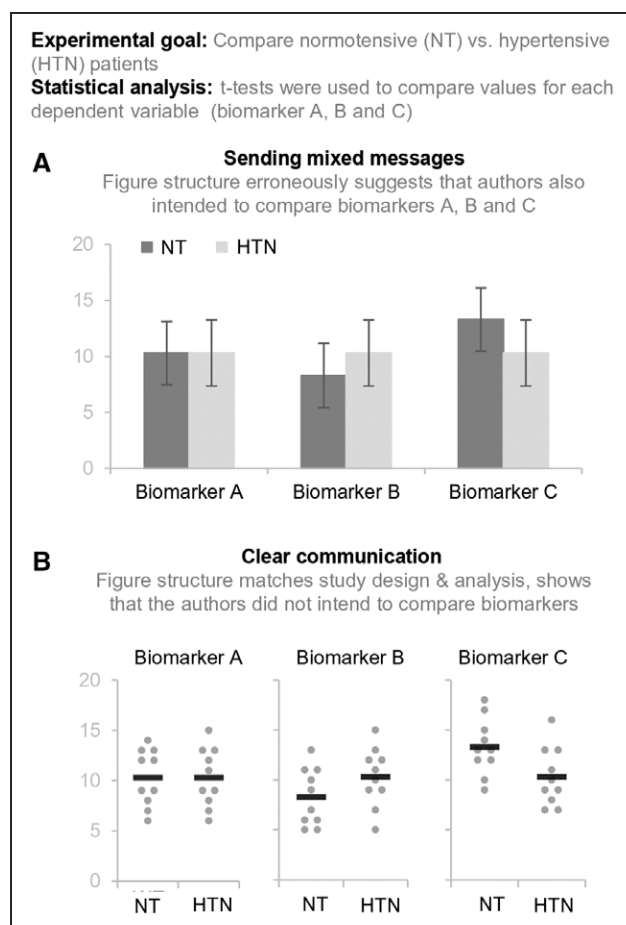 Experimental goal: Compare normotensive (NT) vs. hypertensive
(HTN) patients
Statistical analysis: t-tests were used to compare values for each
dependent variable (biomarker A, B and C)
A
Sending mixed messages
Figure structure erroneously suggests that authors also
intended to compare biomarkers A, B and C
20
NT HTN
15
10
5
0
Biomarker A Biomarker B Biomarker C
B
Clear communication
Figure structure matches study design & analysis, shows
that the authors did not intend to compare biomarkers
Biomarker A Biomarker B Biomarker C
20
15
10
5
0
NT HTN NT HTN NT HTN